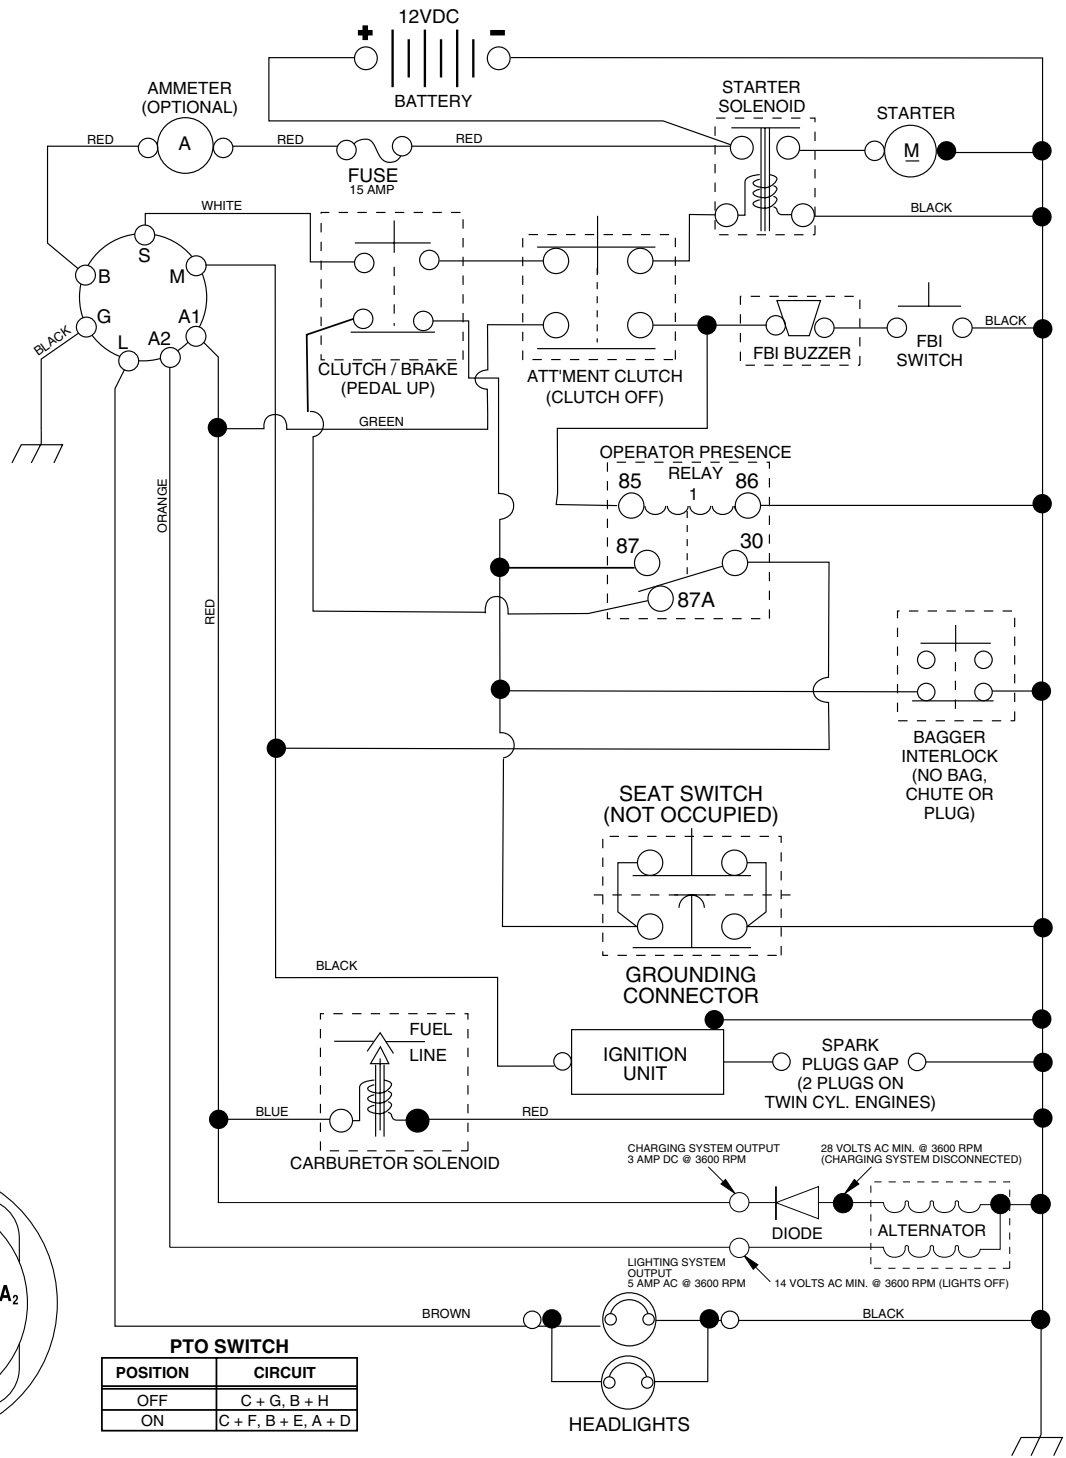 12VDC
+
-
BATTERY
AMMETER
(OPTIONAL)
STARTER
SOLENOID
STARTER
RED
A
RED
RED
M
FUSE
15 AMP
WHITE
BLACK
S
B
M
G
A1
L
A2
BLACK
CLUTCH / BRAKE
(PEDAL UP)
ATT'MENT CLUTCH
(CLUTCH OFF)
FBI BUZZER
FBI
SWITCH
BLACK
GREEN
OPERATOR PRESENCE
RELAY
1
85
86
87
30
87A
ORANGE
RED
BAGGER
INTERLOCK
(NO BAG,
CHUTE OR
PLUG)
SEAT SWITCH
(NOT OCCUPIED)
BLACK
GROUNDING
CONNECTOR
FUEL
LINE
IGNITION
UNIT
SPARK
PLUGS GAP
(2 PLUGS ON
TWIN CYL. ENGINES)
BLUE
RED
CARBURETOR SOLENOID
CHARGING SYSTEM OUTPUT
3 AMP DC @ 3600 RPM
28 VOLTS AC MIN. @ 3600 RPM
(CHARGING SYSTEM DISCONNECTED)
DIODE
ALTERNATOR
LIGHTING SYSTEM
OUTPUT
5 AMP AC @ 3600 RPM
14 VOLTS AC MIN. @ 3600 RPM (LIGHTS OFF)
A2
BROWN
BLACK
HEADLIGHTS
PTO SWITCH
POSITION CIRCUIT
OFF C + G, B + H
ON C + F, B + E, A + D